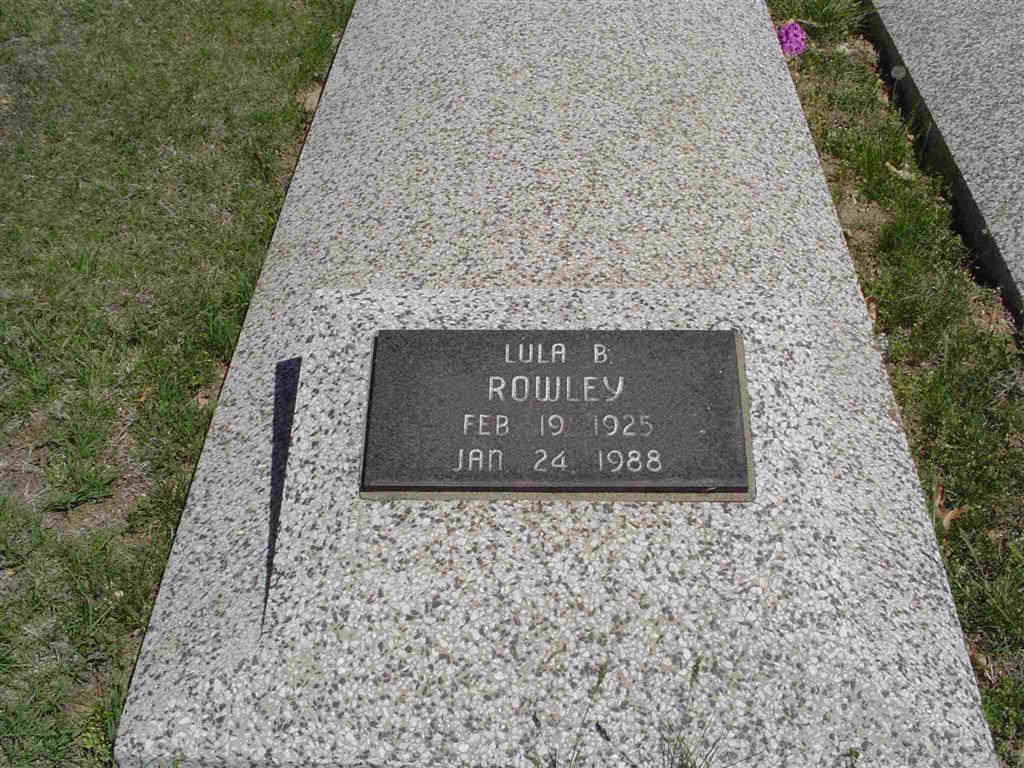 LULA B
ROWLEY
FEB 19 1925
JAN 24 1988